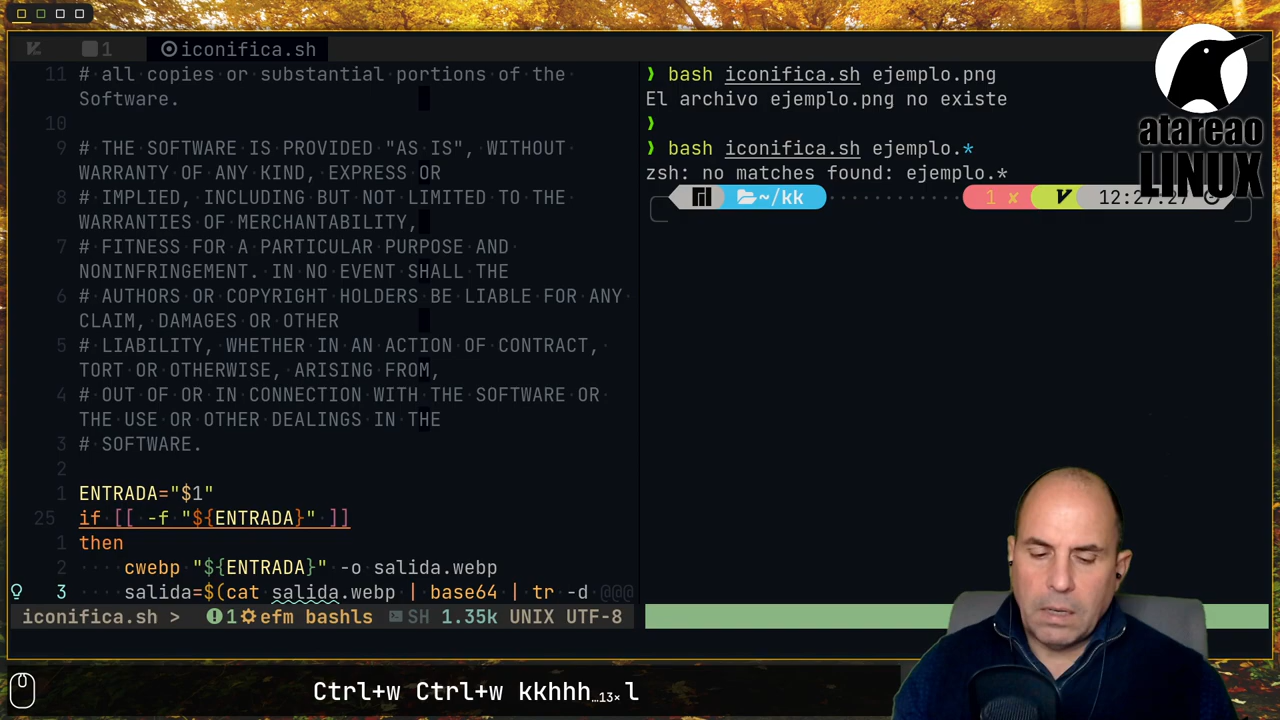 1
iconifica.sh
11 # all copies or substantial portions of the
Software.
10
9 # THE SOFTWARE IS PROVIDED "AS IS", WITHOUT
WARRANTY OF ANY KIND, EXPRESS OR
8 # IMPLIED, INCLUDING BUT NOT LIMITED TO THE
WARRANTIES OF MERCHANTABILITY,
7 # FITNESS FOR A PARTICULAR PURPOSE AND
NONINFRINGEMENT. IN NO EVENT SHALL THE
6 # AUTHORS OR COPYRIGHT HOLDERS BE LIABLE FOR ANY
CLAIM, DAMAGES OR OTHER
5 # LIABILITY, WHETHER IN AN ACTION OF CONTRACT,
TORT OR OTHERWISE, ARISING FROM,
4 # OUT OF OR IN CONNECTION WITH THE SOFTWARE OR
THE USE OR OTHER DEALINGS IN THE
3 # SOFTWARE.
2
1 ENTRADA="$1"
25 if [[ -f "${ENTRADA}" ]]
1 then
2 cwebp "${ENTRADA}" -o salida.webp
3 salida=$(cat salida.webp | base64 | tr -d @@@
iconifica.sh > 1 efm bashls SH 1.35k UNIX UTF-8
❯ bash iconifica.sh ejemplo.png
El archivo ejemplo.png no existe
❯
❯ bash iconifica.sh ejemplo.*
zsh: no matches found: ejemplo.*
~/kk 1 ✘ V 12:27:27
atareao
LINUX
Ctrl+w Ctrl+w kkhhh…13× l